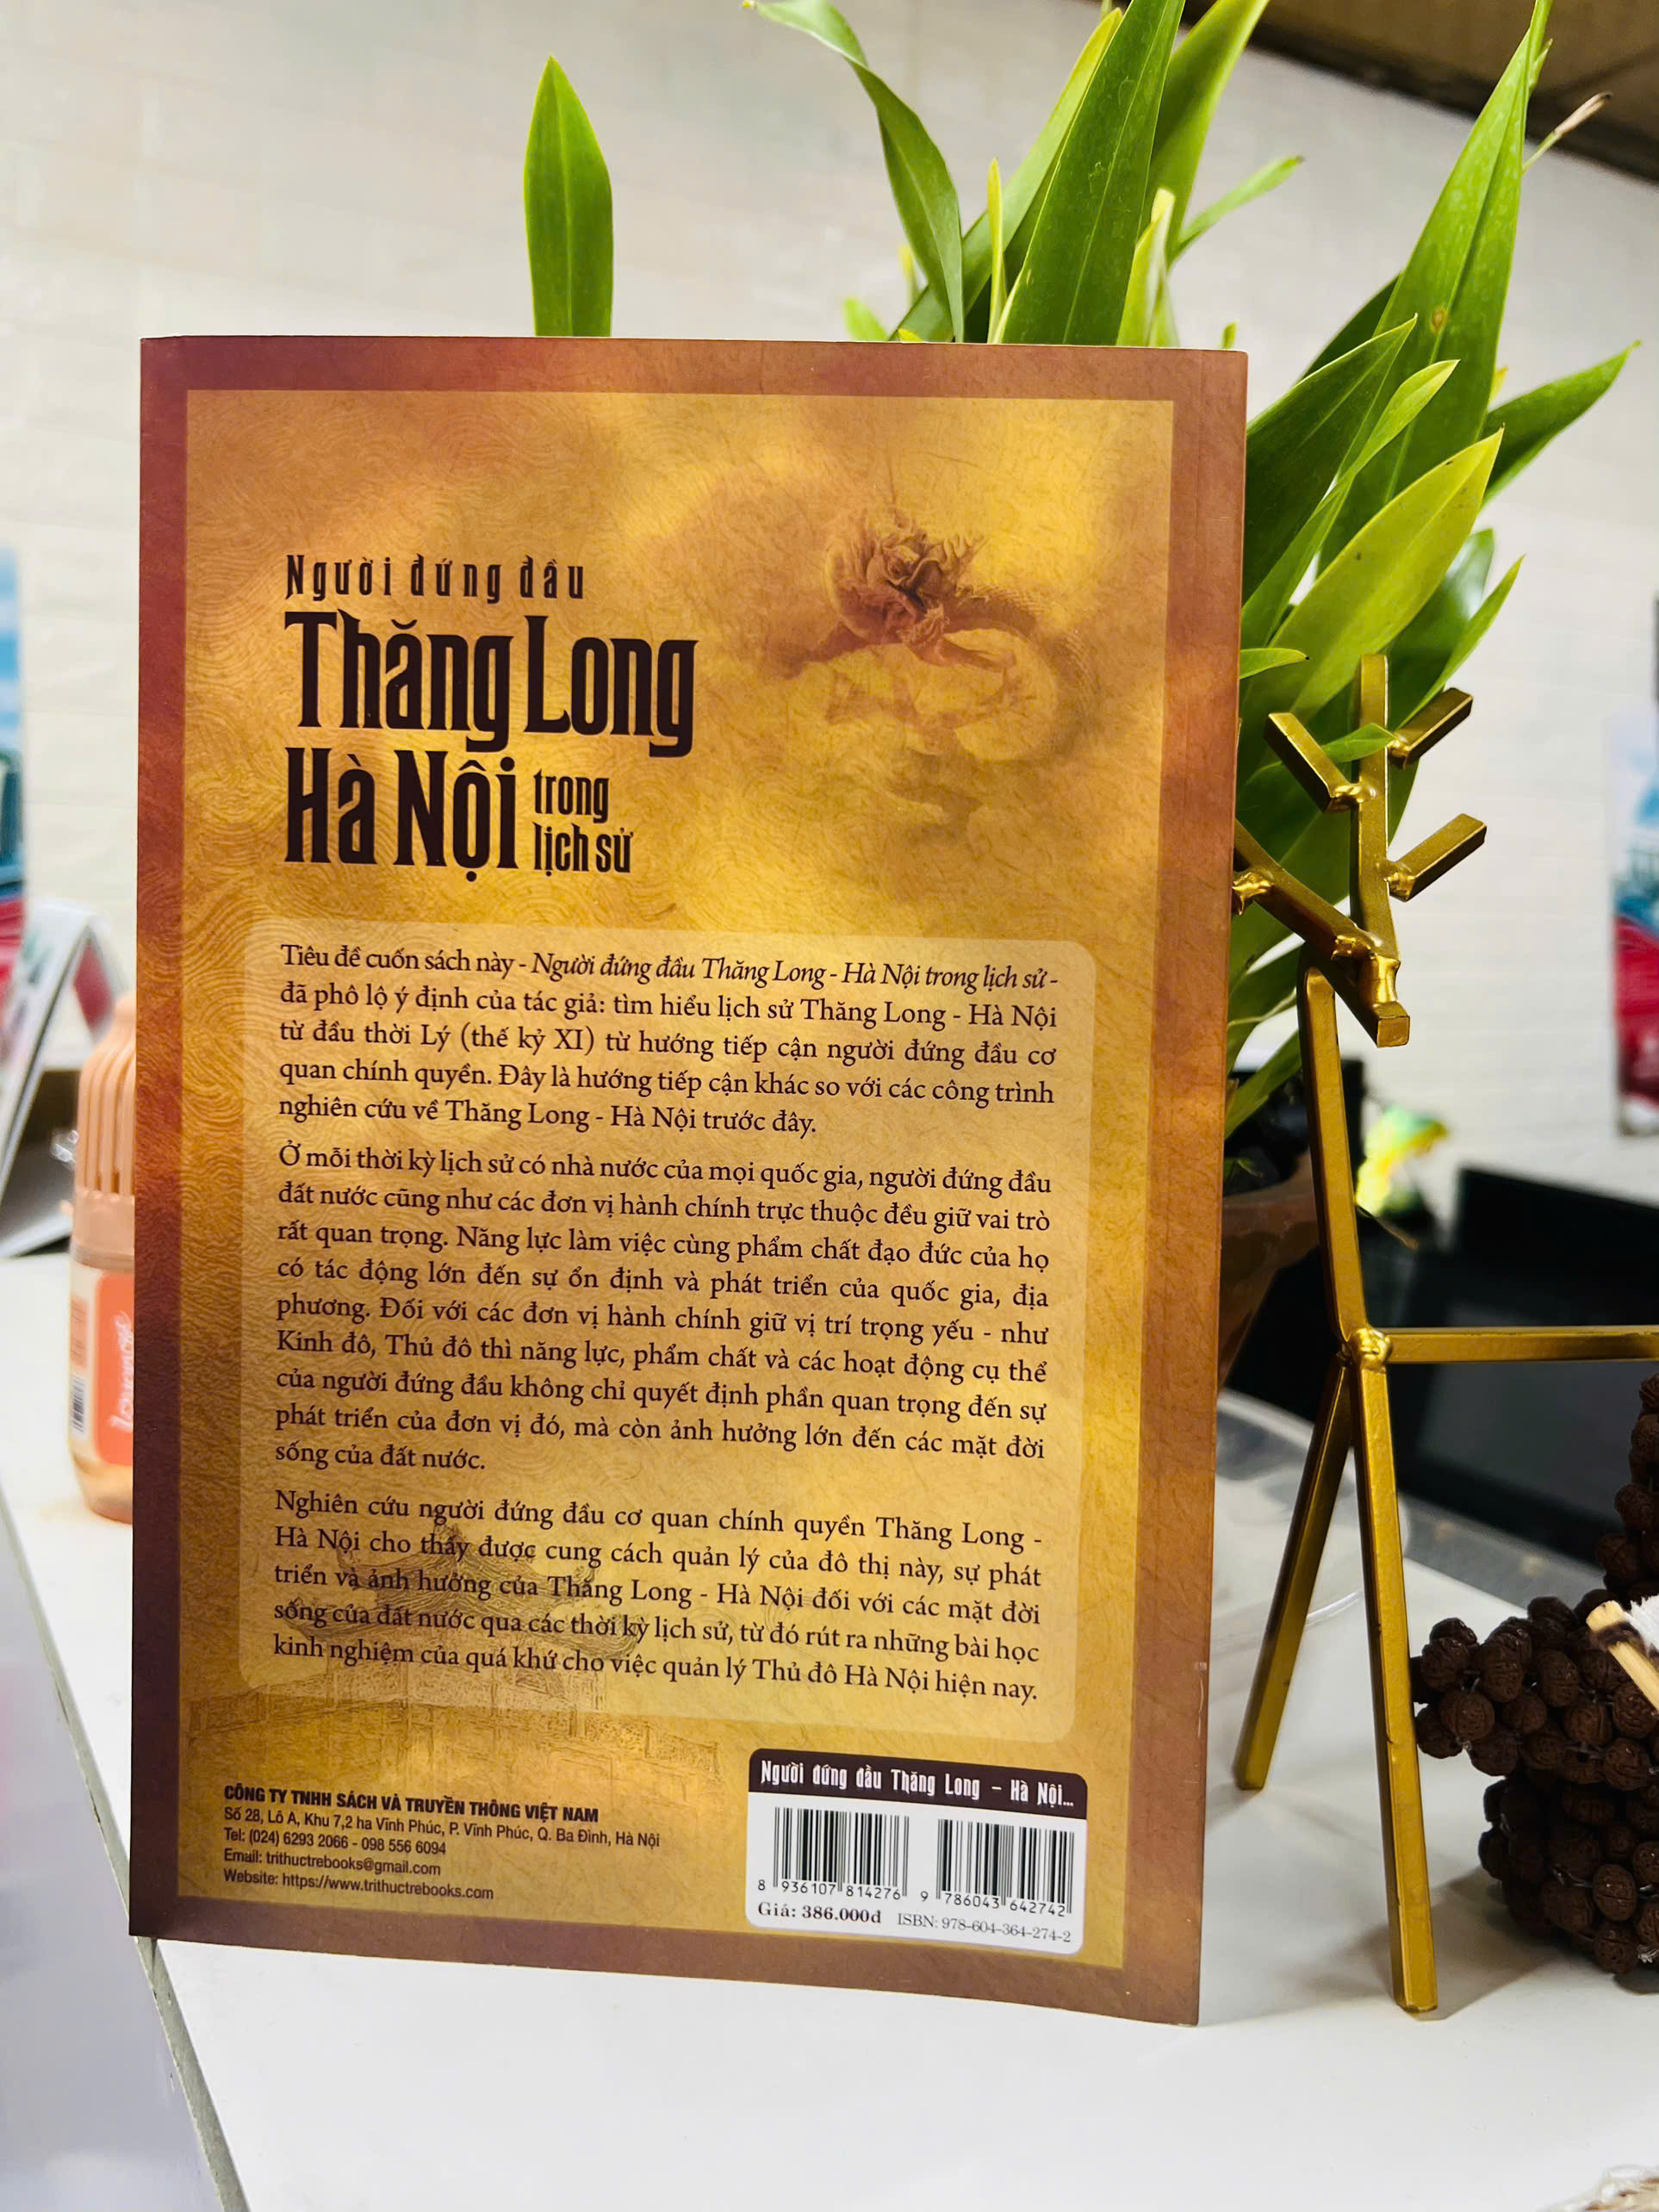 Người đứng đầu
Thăng Long
Hà Nội trong lịch sử
Tiêu đề cuốn sách này - Người đứng đầu Thăng Long - Hà Nội trong lịch sử -
đã phô lộ ý định của tác giả: tìm hiểu lịch sử Thăng Long - Hà Nội
từ đầu thời Lý (thế kỷ XI) từ hướng tiếp cận người đứng đầu cơ
quan chính quyền. Đây là hướng tiếp cận khác so với các công trình
nghiên cứu về Thăng Long - Hà Nội trước đây.
Ở mỗi thời kỳ lịch sử có nhà nước của mọi quốc gia, người đứng đầu
đất nước cũng như các đơn vị hành chính trực thuộc đều giữ vai trò
rất quan trọng. Năng lực làm việc cùng phẩm chất đạo đức của họ
có tác động lớn đến sự ổn định và phát triển của quốc gia, địa
phương. Đối với các đơn vị hành chính giữ vị trí trọng yếu - như
Kinh đô, Thủ đô thì năng lực, phẩm chất và các hoạt động cụ thể
của người đứng đầu không chỉ quyết định phần quan trọng đến sự
phát triển của đơn vị đó, mà còn ảnh hưởng lớn đến các mặt đời
sống của đất nước.
Nghiên cứu người đứng đầu cơ quan chính quyền Thăng Long -
Hà Nội cho thấy được cung cách quản lý của đô thị này, sự phát
triển và ảnh hưởng của Thăng Long - Hà Nội đối với các mặt đời
sống của đất nước qua các thời kỳ lịch sử, từ đó rút ra những bài học
kinh nghiệm của quá khứ cho việc quản lý Thủ đô Hà Nội hiện nay.
CÔNG TY TNHH SÁCH VÀ TRUYỀN THÔNG VIỆT NAM
Số 28, Lô A, Khu 7,2 ha Vĩnh Phúc, P. Vĩnh Phúc, Q. Ba Đình, Hà Nội
Tel: (024) 6293 2066 - 098 556 6094
Email: trithuctrebooks@gmail.com
Website: https://www.trithuctrebooks.com
Người đứng đầu Thăng Long - Hà Nội...
8 936107 814276
9 786043 642742
Giá: 386.000đ ISBN: 978-604-364-274-2